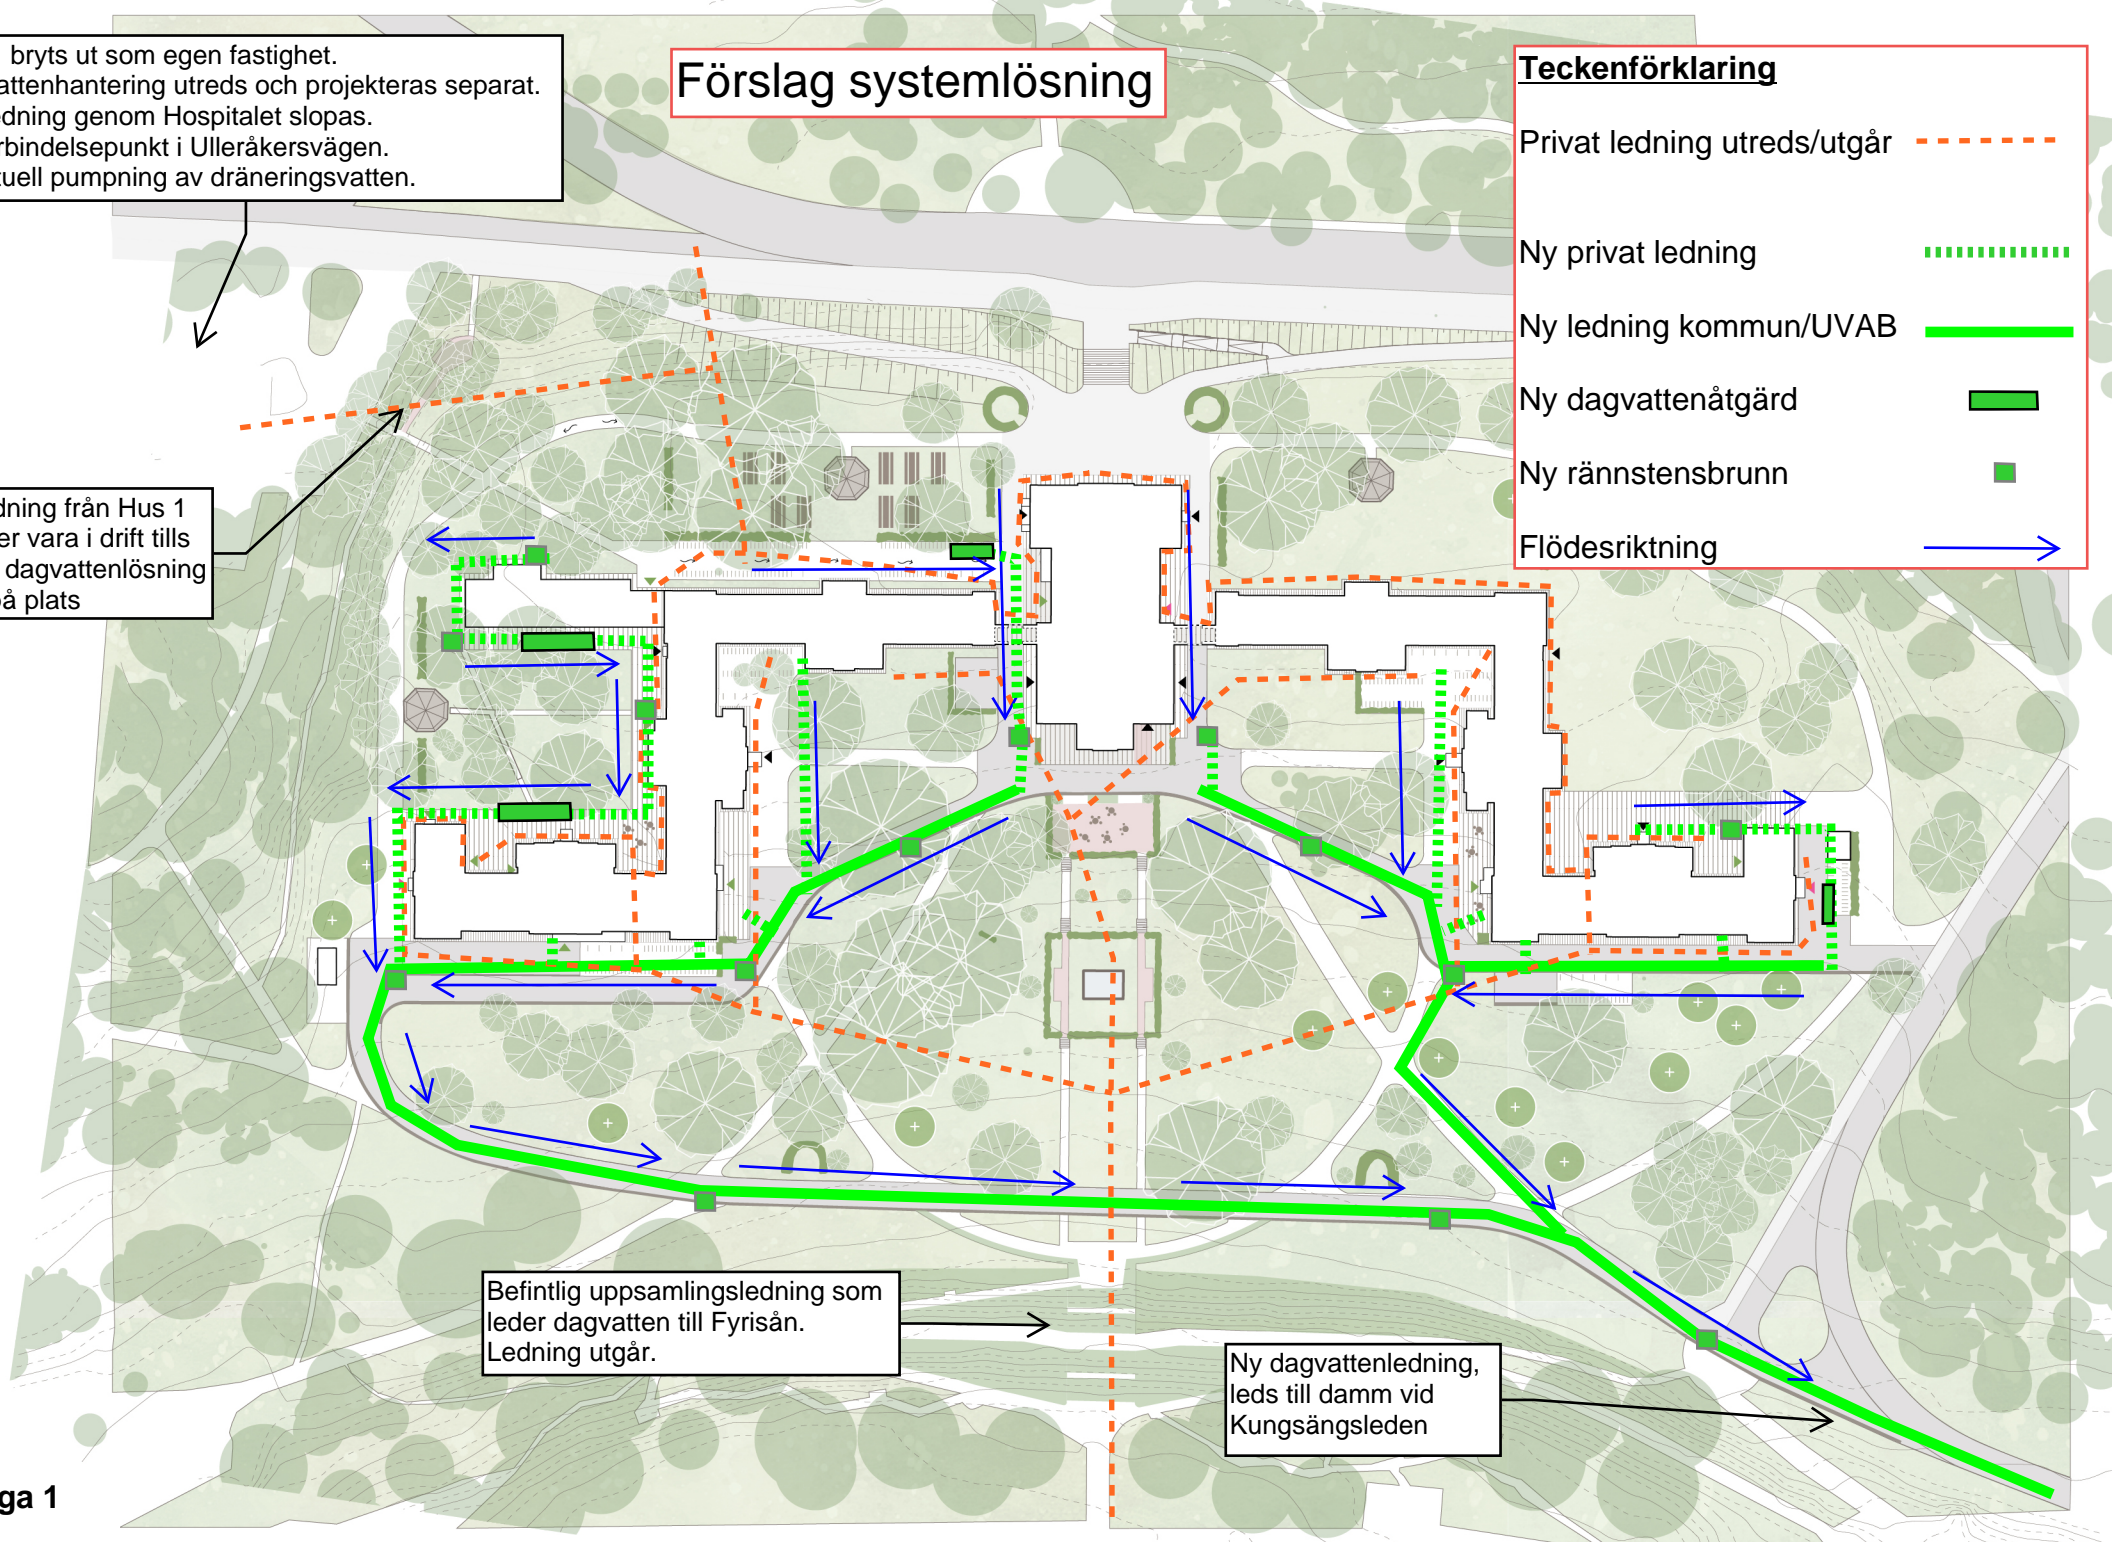 bryts ut som egen fastighet.
attenhantering utreds och projekteras separat.
edning genom Hospitalet slopas.
rbindelsepunkt i Ulleråkersvägen.
tuell pumpning av dräneringsvatten.
Förslag systemlösning
Teckenförklaring
Privat ledning utreds/utgår
Ny privat ledning
Ny ledning kommun/UVAB
Ny dagvattenåtgärd
Ny rännstensbrunn
Flödesriktning
dning från Hus 1
er vara i drift tills
dagvattenlösning
på plats
Befintlig uppsamlingsledning som
leder dagvatten till Fyrisån.
Ledning utgår.
Ny dagvattenledning,
leds till damm vid
Kungsängsleden
ga 1